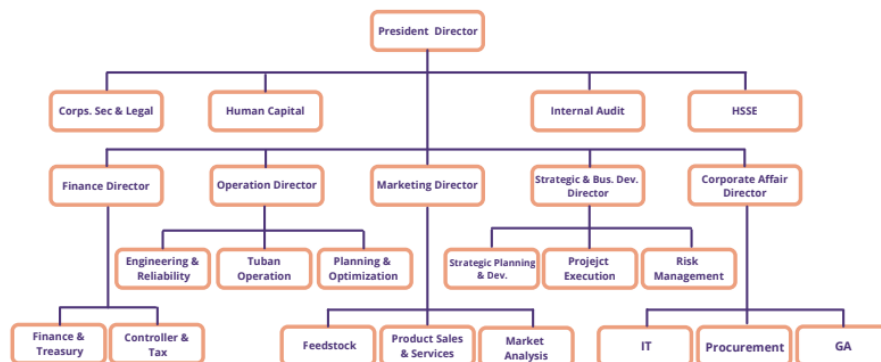 President Director
Corps. Sec & Legal
Human Capital
Internal Audit
HSSE
Finance Director
Operation Director
Marketing Director
Strategic & Bus. Dev.
Director
Corporate Affair
Director
Engineering &
Reliability
Tuban
Operation
Planning &
Optimization
Strategic Planning
& Dev.
Projejct
Execution
Risk
Management
Finance &
Treasury
Controller &
Tax
Feedstock
Product Sales
& Services
Market
Analysis
IT
Procurement
GA